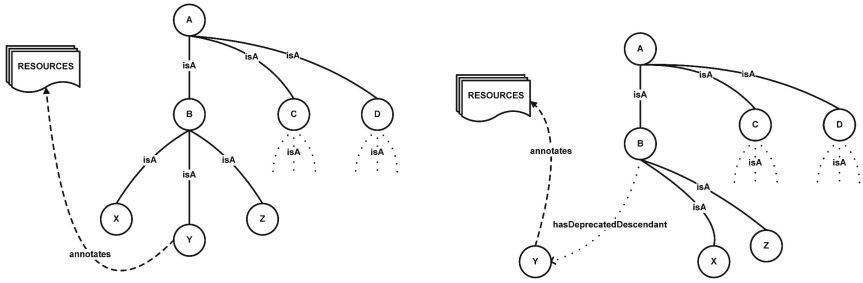 A
isA
isA
isA
RESOURCES
B
C
D
isA
isA
isA
isA
isA
X
Z
Y
annotates
A
isA
isA
isA
RESOURCES
C
D
B
annotates
isA
isA
isA
isA
hasDeprecatedDescendant
Z
Y
X